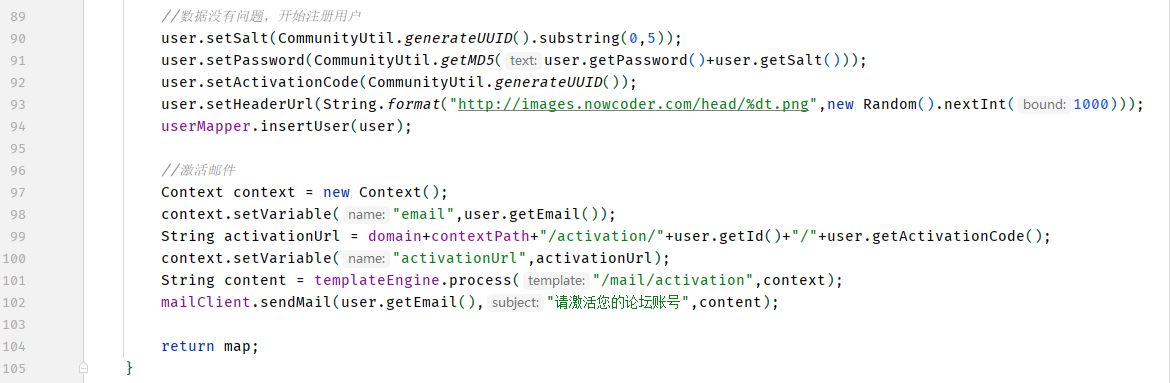 89 //数据没有问题，开始注册用户
90 user.setSalt(CommunityUtil.generateUUID().substring(0,5));
91 user.setPassword(CommunityUtil.getMD5( text: user.getPassword()+user.getSalt()));
92 user.setActivationCode(CommunityUtil.generateUUID());
93 user.setHeaderUrl(String.format("http://images.nowcoder.com/head/%dt.png",new Random().nextInt( bound: 1000)));
94 userMapper.insertUser(user);
95
96 //激活邮件
97 Context context = new Context();
98 context.setVariable( name: "email",user.getEmail());
99 String activationUrl = domain+contextPath+"/activation/"+user.getId()+"/"+user.getActivationCode();
100 context.setVariable( name: "activationUrl",activationUrl);
101 String content = templateEngine.process( template: "/mail/activation",context);
102 mailClient.sendMail(user.getEmail(), subject: "请激活您的论坛账号",content);
103
104 return map;
105 }